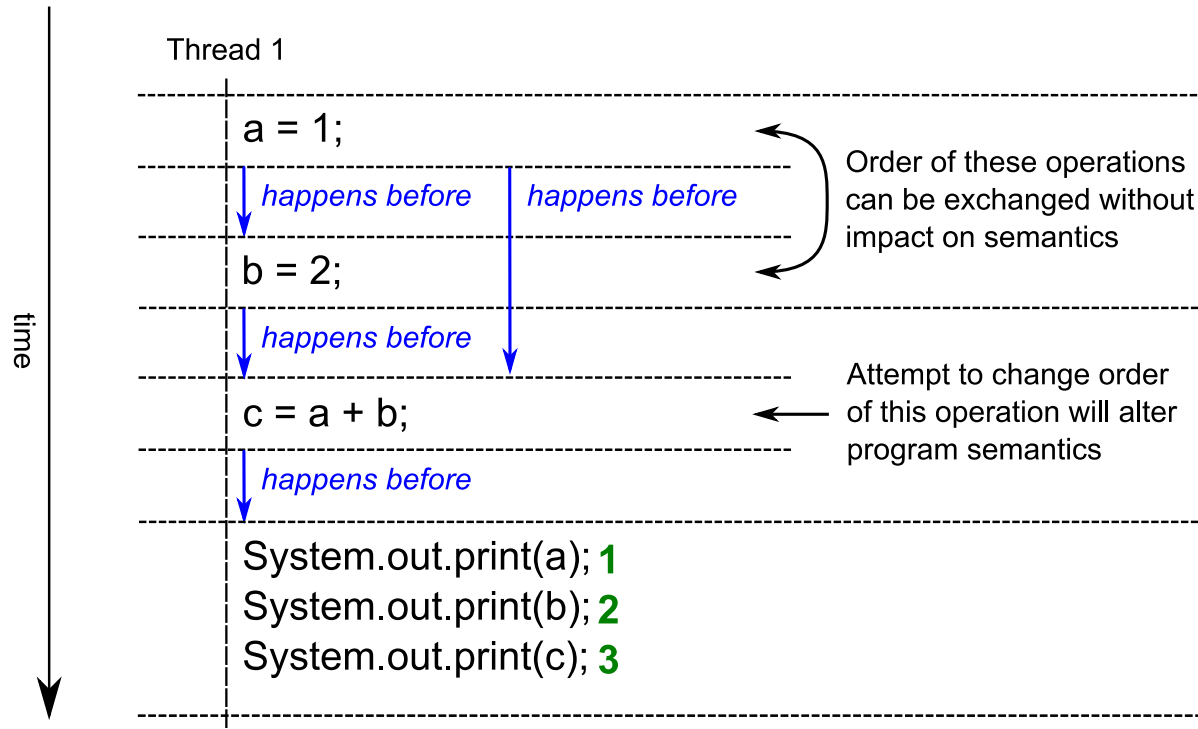 Thread 1
a = 1;
Order of these operations
can be exchanged without
impact on semantics
happens before happens before
b = 2;
time
happens before
Attempt to change order
of this operation will alter
program semantics
c = a + b;
happens before
System.out.print(a); 1
System.out.print(b); 2
System.out.print(c); 3